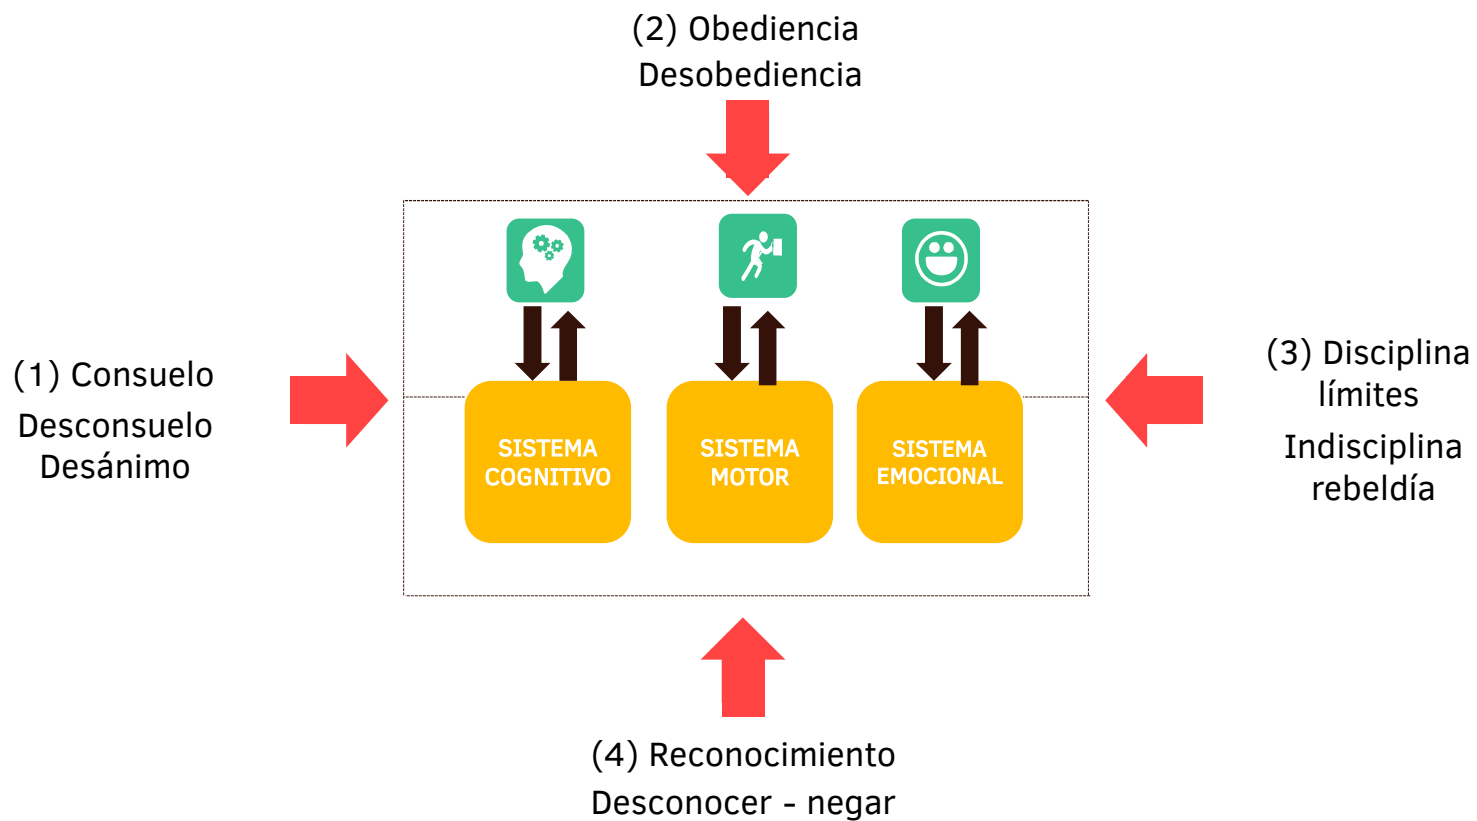 (2) Obediencia
Desobediencia
(1) Consuelo
Desconsuelo
Desánimo
SISTEMA
COGNITIVO
SISTEMA
MOTOR
SISTEMA
EMOCIONAL
(3) Disciplina
límites
Indisciplina
rebeldía
(4) Reconocimiento
Desconocer - negar